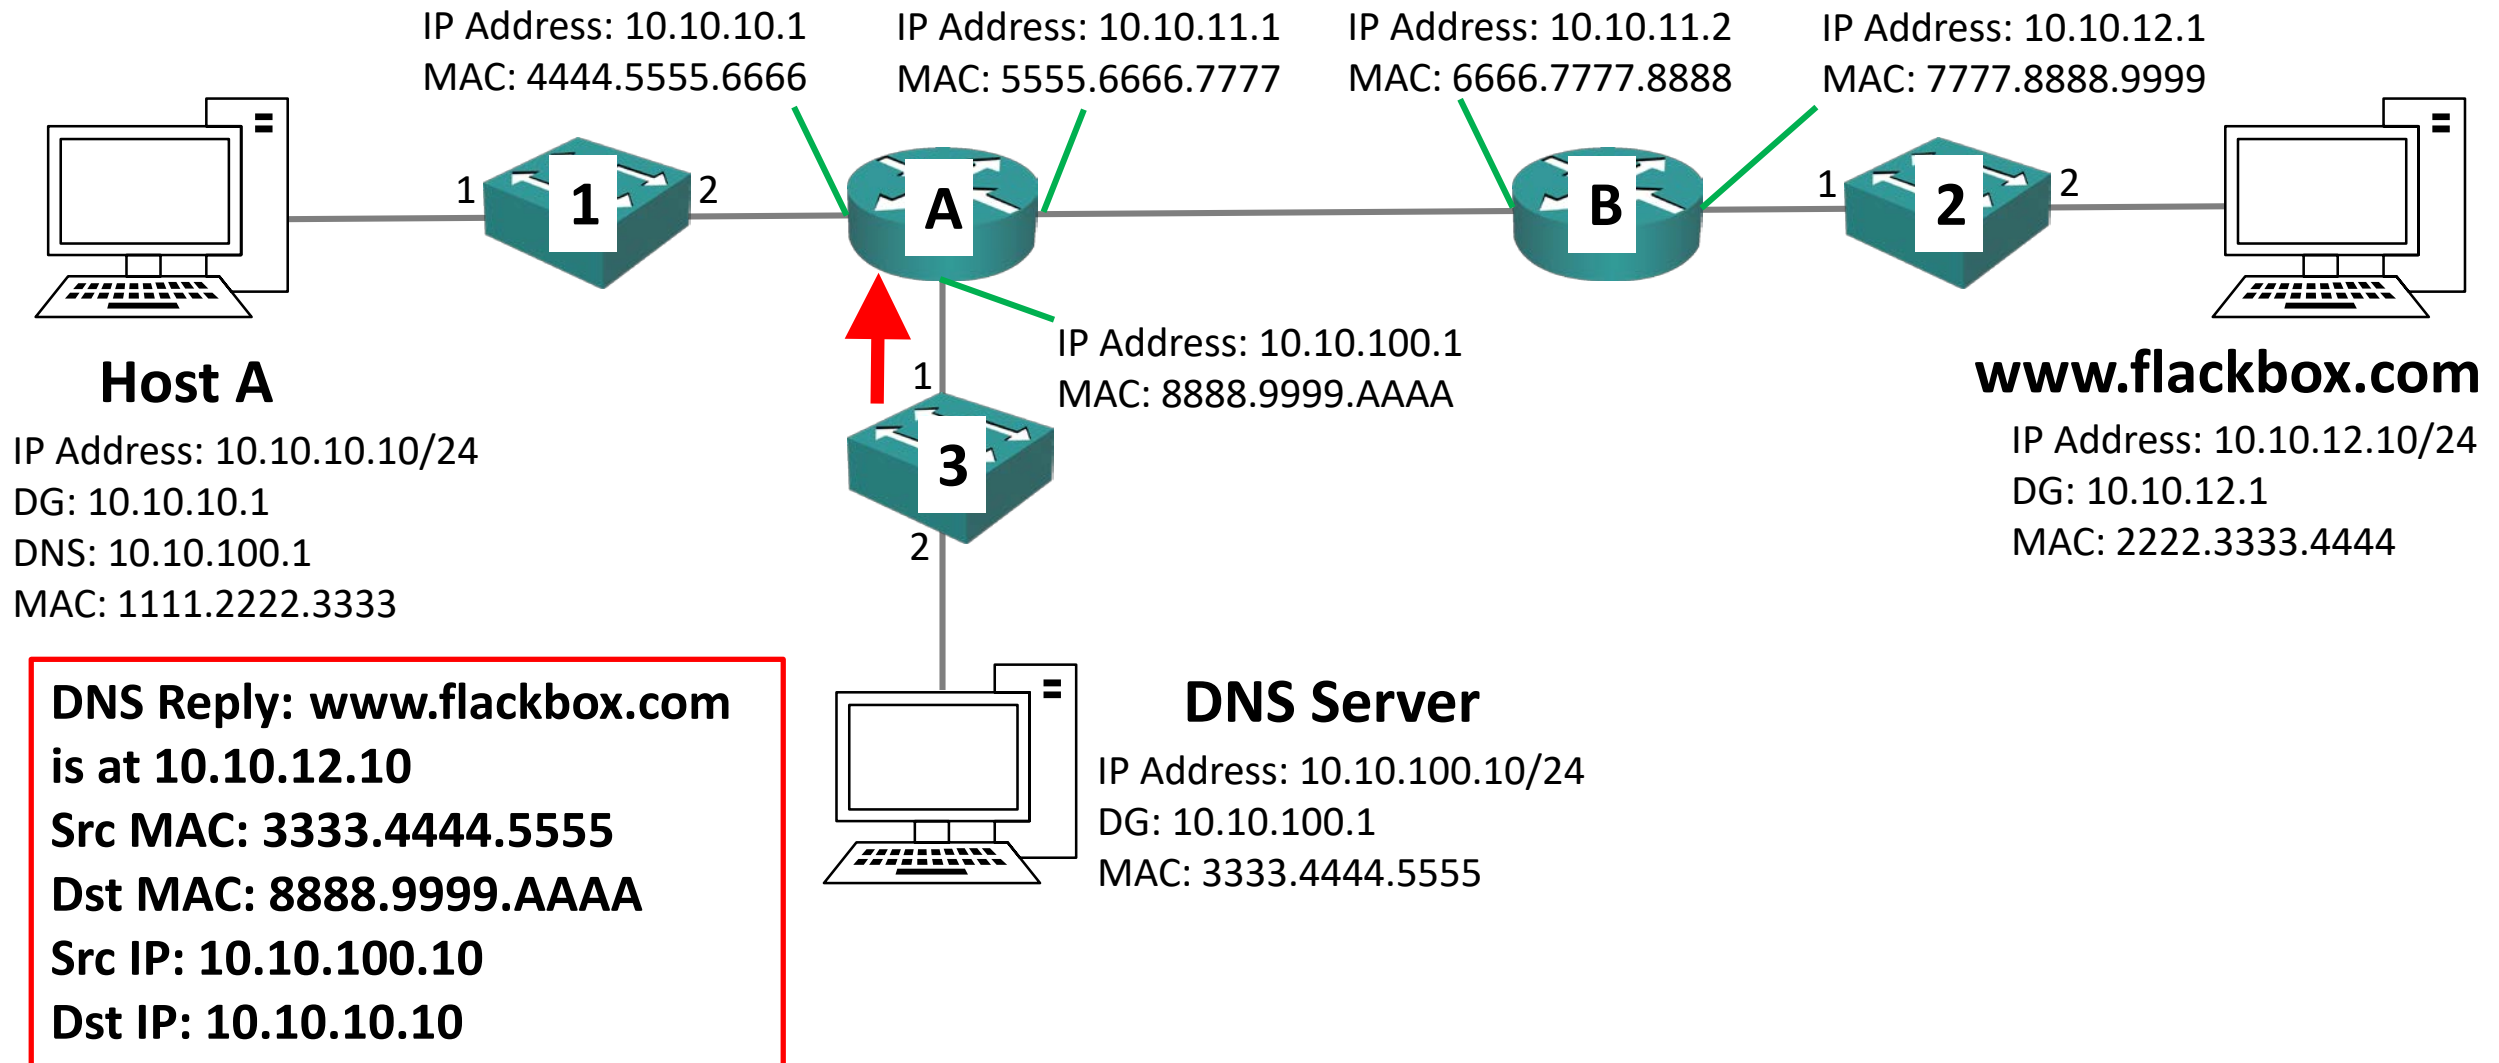 IP Address: 10.10.10.1
MAC: 4444.5555.6666
IP Address: 10.10.11.1
MAC: 5555.6666.7777
IP Address: 10.10.11.2
MAC: 6666.7777.8888
IP Address: 10.10.12.1
MAC: 7777.8888.9999
1
1
2
A
B
1
2
2
IP Address: 10.10.100.1
MAC: 8888.9999.AAAA
1
3
2
Host A
IP Address: 10.10.10.10/24
DG: 10.10.10.1
DNS: 10.10.100.1
MAC: 1111.2222.3333
www.flackbox.com
IP Address: 10.10.12.10/24
DG: 10.10.12.1
MAC: 2222.3333.4444
DNS Reply: www.flackbox.com
is at 10.10.12.10
Src MAC: 3333.4444.5555
Dst MAC: 8888.9999.AAAA
Src IP: 10.10.100.10
Dst IP: 10.10.10.10
DNS Server
IP Address: 10.10.100.10/24
DG: 10.10.100.1
MAC: 3333.4444.5555